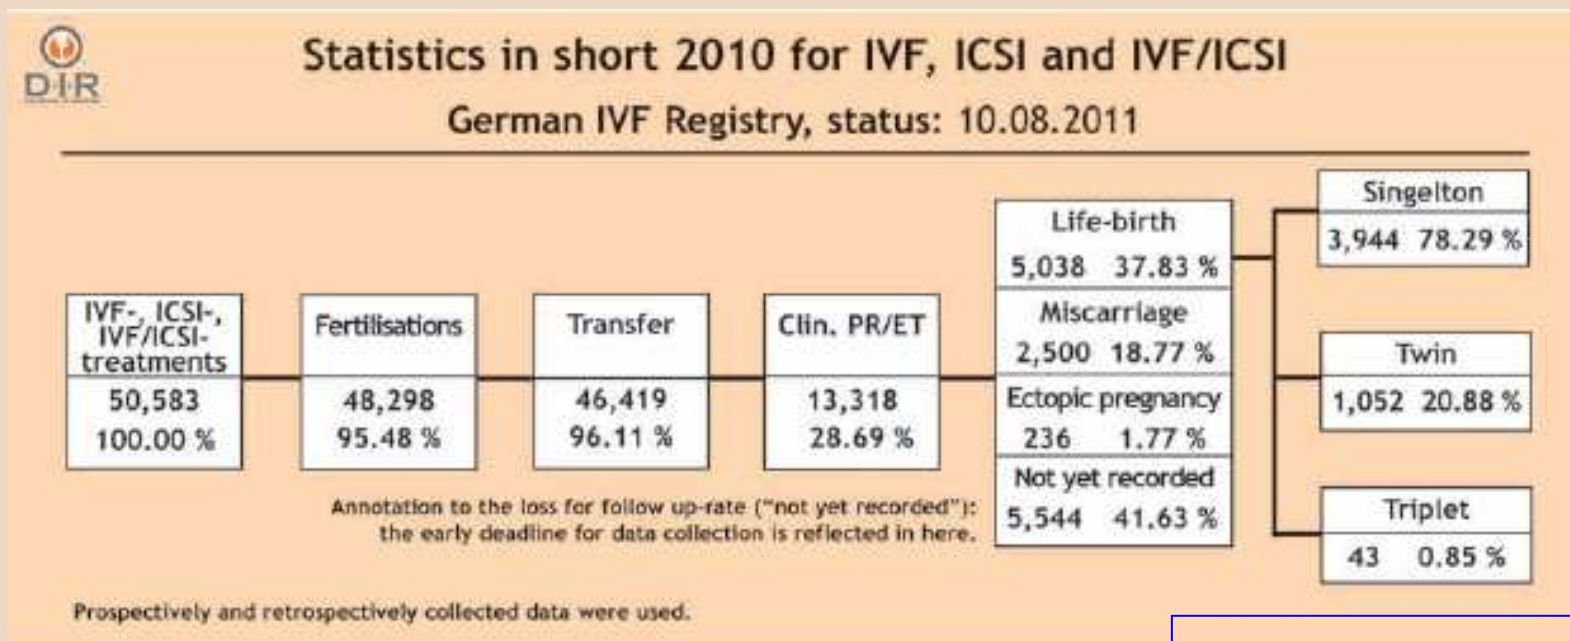 D·I·R
Statistics in short 2010 for IVF, ICSI and IVF/ICSI
German IVF Registry, status: 10.08.2011
IVF-, ICSI-,
IVF/ICSI-
treatments
50,583
100.00 %
Fertilisations
48,298
95.48 %
Transfer
46,419
96.11 %
Clin. PR/ET
13,318
28.69 %
Life-birth
5,038 37.83 %
Miscarriage
2,500 18.77 %
Ectopic pregnancy
236 1.77 %
Not yet recorded
5,544 41.63 %
Singelton
3,944 78.29 %
Twin
1,052 20.88 %
Triplet
43 0.85 %
Annotation to the loss for follow up-rate ("not yet recorded"):
the early deadline for data collection is reflected in here.
Prospectively and retrospectively collected data were used.